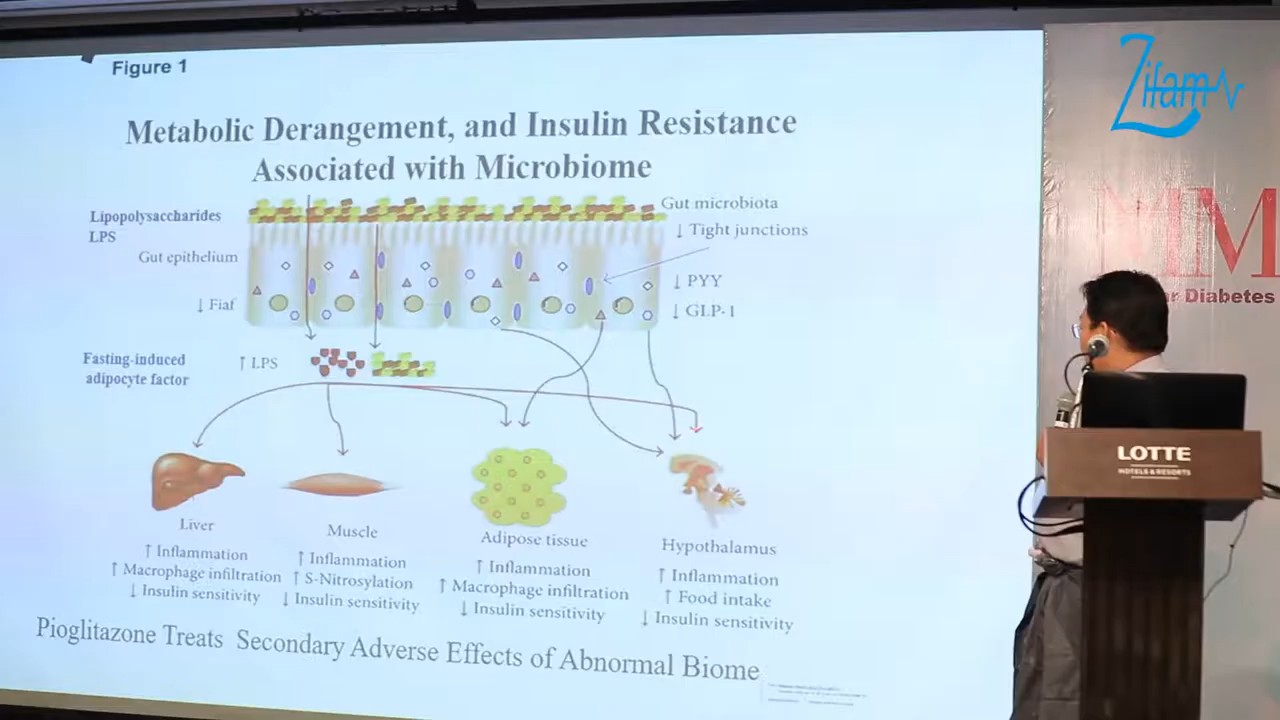 Figure 1
Zifam
Metabolic Derangement, and Insulin Resistance
Associated with Microbiome
Lipopolysaccharides
LPS
Gut microbiota
↓ Tight junctions
Gut epithelium
↓ PYY
↓ Fiaf
↓ GLP-1
Fasting-induced
adipocyte factor
↑ LPS
Liver
↑ Inflammation
↑ Macrophage infiltration
↓ Insulin sensitivity
Muscle
↑ Inflammation
↑ S-Nitrosylation
↓ Insulin sensitivity
Adipose tissue
↑ Inflammation
↑ Macrophage infiltration
↓ Insulin sensitivity
Hypothalamus
↑ Inflammation
↑ Food intake
↓ Insulin sensitivity
Pioglitazone Treats Secondary Adverse Effects of Abnormal Biome
Diabetes
LOTTE
HOTELS & RESORTS